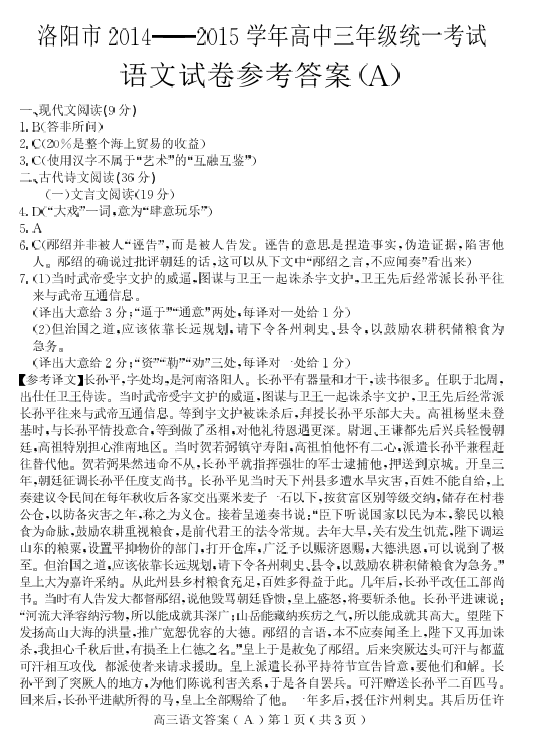 洛阳市 2014——2015 学年高中三年级统一考试
语文试卷参考答案(A)
一、现代文阅读(9 分)
1. B(答非所问)
2. C(20%是整个海上贸易的收益)
3. C(使用汉字不属于“艺术”的“互融互鉴”)
二、古代诗文阅读(36 分)
(一)文言文阅读(19 分)
4. D(“大戏”一词,意为“肆意玩乐”)
5. A
6. C(邴绍并非被人“诬告”,而是被人告发。诬告的意思是捏造事实,伪造证据,陷害他
人。邴绍的确说过批评朝廷的话,这可以从下文中“邴绍之言,不应闻奏”看出来)
7. (1)当时武帝受宇文护的威逼,图谋与卫王一起诛杀宇文护,卫王先后经常派长孙平往
来与武帝互通信息。
(译出大意给 3 分;“逼于”“通意”两处,每译对一处给 1 分)
(2)但治国之道,应该依靠长远规划,请下令各州刺史、县令,以鼓励农耕积储粮食为
急务。
(译出大意给 2 分;“资”“勒”“劝”三处,每译对一处给 1 分)
【参考译文】长孙平,字处均,是河南洛阳人。长孙平有器量和才干,读书很多。任职于北周,
出仕任卫王侍读。当时武帝受宇文护的威逼,图谋与卫王一起诛杀宇文护,卫王先后经常派
长孙平往来与武帝互通信息。等到宇文护被诛杀后,拜授长孙平乐部大夫。高祖杨坚未登
基时,与长孙平情投意合,等到做了丞相,对他礼待恩遇更深。尉迥、王谦都先后兴兵轻慢朝
廷,高祖特别担心淮南地区。当时贺若弼镇守寿阳,高祖怕他怀有二心,派遣长孙平兼程赶
往替代他。贺若弼果然违命不从,长孙平就指挥强壮的军士逮捕他,押送到京城。开皇三
年,朝廷征调长孙平任度支尚书。长孙平见当时天下州县多遭水旱灾害,百姓不能自给,上
奏建议令民间在每年秋收后各家交出粟米麦子一石以下,按贫富区别等级交纳,储存在村巷
公仓,以防备灾害之年,称之为义仓。接着呈递奏书说:“臣下听说国家以民为本,黎民以粮
食为命脉,鼓励农耕重视粮食,是前代君王的法令常规。去年大旱,关右发生饥荒,陛下调运
山东的粮粟,设置平抑物价的部门,打开仓库,广泛予以赈济恩赐,大德洪恩,可以说到了极
至。但治国之道,应该依靠长远规划,请下令各州刺史、县令,以鼓励农耕积储粮食为急务。”
皇上大为嘉许采纳。从此州县乡村粮食充足,百姓多得益于此。几年后,长孙平改任工部尚
书。当时有人告发大都督邴绍,说他毁骂朝廷昏愦,皇上盛怒,将要斩杀他。长孙平进谏说:
“河流大泽容纳污物,所以能成就其深广;山岳能藏纳疾疠之气,所以能成就其高大。望陛下
发扬高山大海的洪量,推广宽恕优容的大德。邴绍的言语,本不应奏闻圣上,陛下又再加诛
杀,我担心千秋后世,有损圣上仁德之名。”皇上于是赦免了邴绍。后来突厥达头可汗与都蓝
可汗相互攻伐,都派使者来请求援助。皇上派遣长孙平持符节宣告旨意,要他们和解。长
孙平到了突厥人的地方,为他们陈说利害关系,于是各自罢兵。可汗赠送长孙平二百匹马。
回来后,长孙平进献所得的马,皇上全部赐给了他。一年多后,授任汴州刺史。其后历任许
高三语文答案(A)第 1 页(共 3 页)